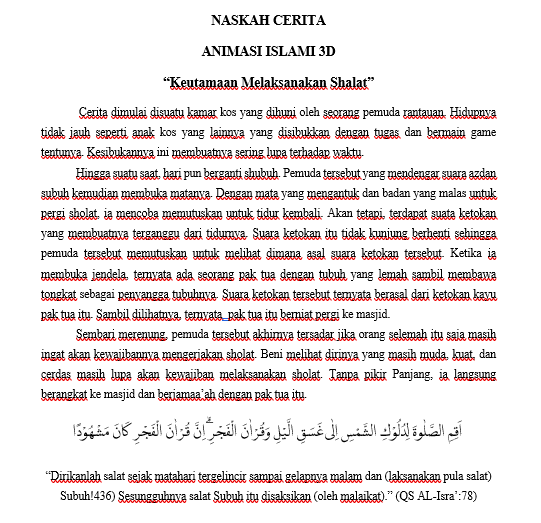 NASKAH CERITA
ANIMASI ISLAMI 3D
“Keutamaan Melaksanakan Shalat”
Cerita dimulai disuatu kamar kos yang dihuni oleh seorang pemuda rantauan. Hidupnya
tidak jauh seperti anak kos yang lainnya yang disibukkan dengan tugas dan bermain game
tentunya. Kesibukannya ini membuatnya sering lupa terhadap waktu.
Hingga suatu saat, hari pun berganti shubuh. Pemuda tersebut yang mendengar suara azdan
subuh kemudian membuka matanya. Dengan mata yang mengantuk dan badan yang malas untuk
pergi sholat, ia mencoba memutuskan untuk tidur kembali. Akan tetapi, terdapat suata ketokan
yang membuatnya terganggu dari tidurnya. Suara ketokan itu tidak kunjung berhenti sehingga
pemuda tersebut memutuskan untuk melihat dimana asal suara ketokan tersebut. Ketika ia
membuka jendela, ternyata ada seorang pak tua dengan tubuh yang lemah sambil membawa
tongkat sebagai penyangga tubuhnya. Suara ketokan tersebut ternyata berasal dari ketokan kayu
pak tua itu. Sambil dilihatnya, ternyata pak tua itu berniat pergi ke masjid.
Sembari merenung, pemuda tersebut akhirnya tersadar jika orang selemah itu saja masih
ingat akan kewajibannya mengerjakan sholat. Beni melihat dirinya yang masih muda, kuat, dan
cerdas masih lupa akan kewajiban melaksanakan sholat. Tanpa pikir Panjang, ia langsung
berangkat ke masjid dan berjamaa’ah dengan pak tua itu.
اَقِمِ الصَّلٰوةَ لِدُلُوْكِ الشَّمْسِ اِلٰى غَسَقِ الَّيْلِ وَقُرْاٰنَ الْفَجْرِۗ اِنَّ قُرْاٰنَ الْفَجْرِ كَانَ مَشْهُوْدًا
“Dirikanlah salat sejak matahari tergelincir sampai gelapnya malam dan (laksanakan pula salat)
Subuh!436) Sesungguhnya salat Subuh itu disaksikan (oleh malaikat).” (QS AL-Isra’:78)